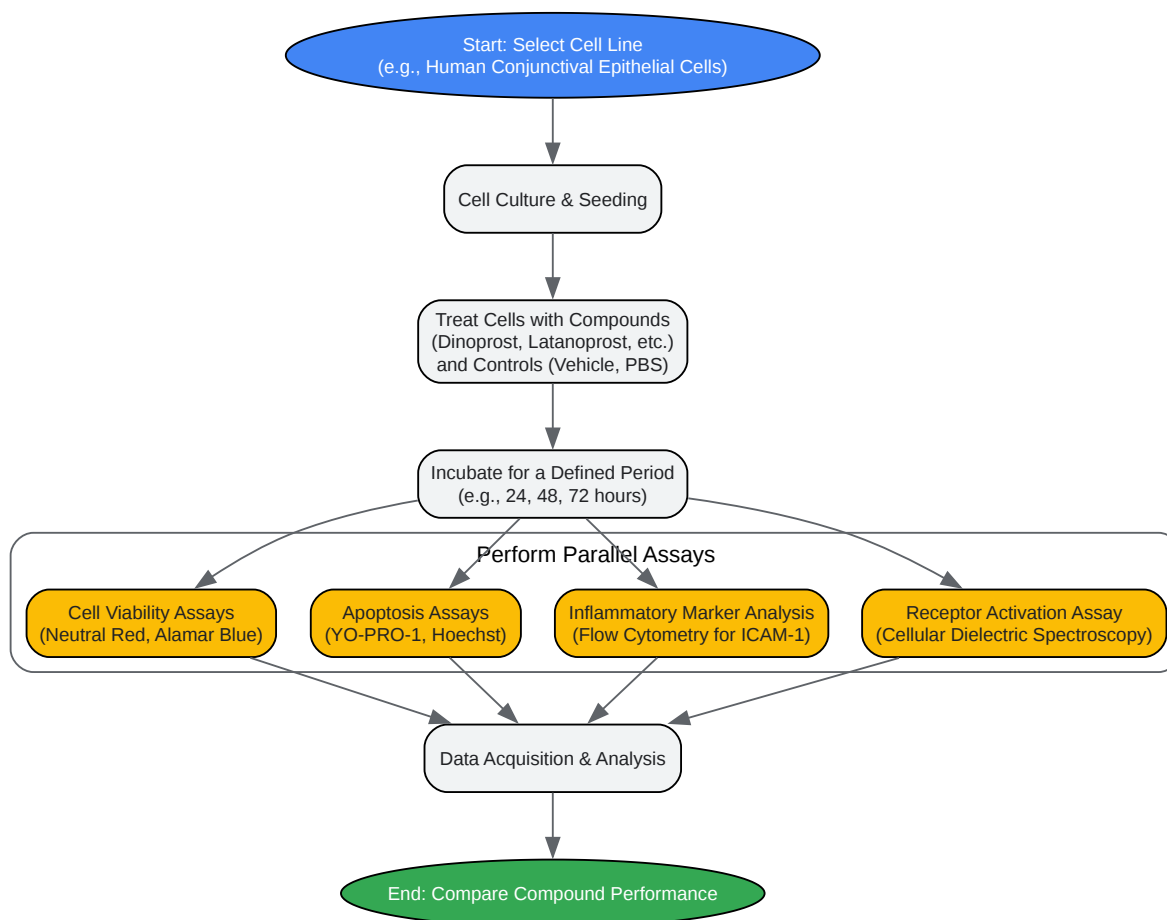 Start: Select Cell Line
(e.g., Human Conjunctival Epithelial Cells)
Cell Culture & Seeding
Treat Cells with Compounds
(Dinoprost, Latanoprost, etc.)
and Controls (Vehicle, PBS)
Incubate for a Defined Period
(e.g., 24, 48, 72 hours)
Perform Parallel Assays
Cell Viability Assays
(Neutral Red, Alamar Blue)
Apoptosis Assays
(YO-PRO-1, Hoechst)
Inflammatory Marker Analysis
(Flow Cytometry for ICAM-1)
Receptor Activation Assay
(Cellular Dielectric Spectroscopy)
Data Acquisition & Analysis
End: Compare Compound Performance